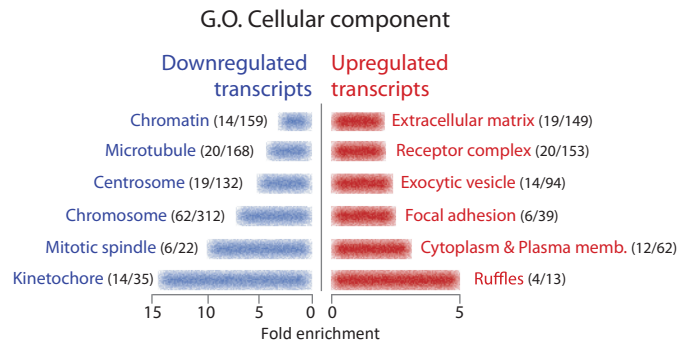 G.O. Cellular component
Downregulated transcripts
Upregulated transcripts
Chromatin (14/159)
Extracellular matrix (19/149)
Microtubule (20/168)
Receptor complex (20/153)
Centrosome (19/132)
Exocytic vesicle (14/94)
Chromosome (62/312)
Focal adhesion (6/39)
Mitotic spindle (6/22)
Cytoplasm & Plasma memb. (12/62)
Kinetochore (14/35)
Ruffles (4/13)
15 10 5 0 0 5
Fold enrichment